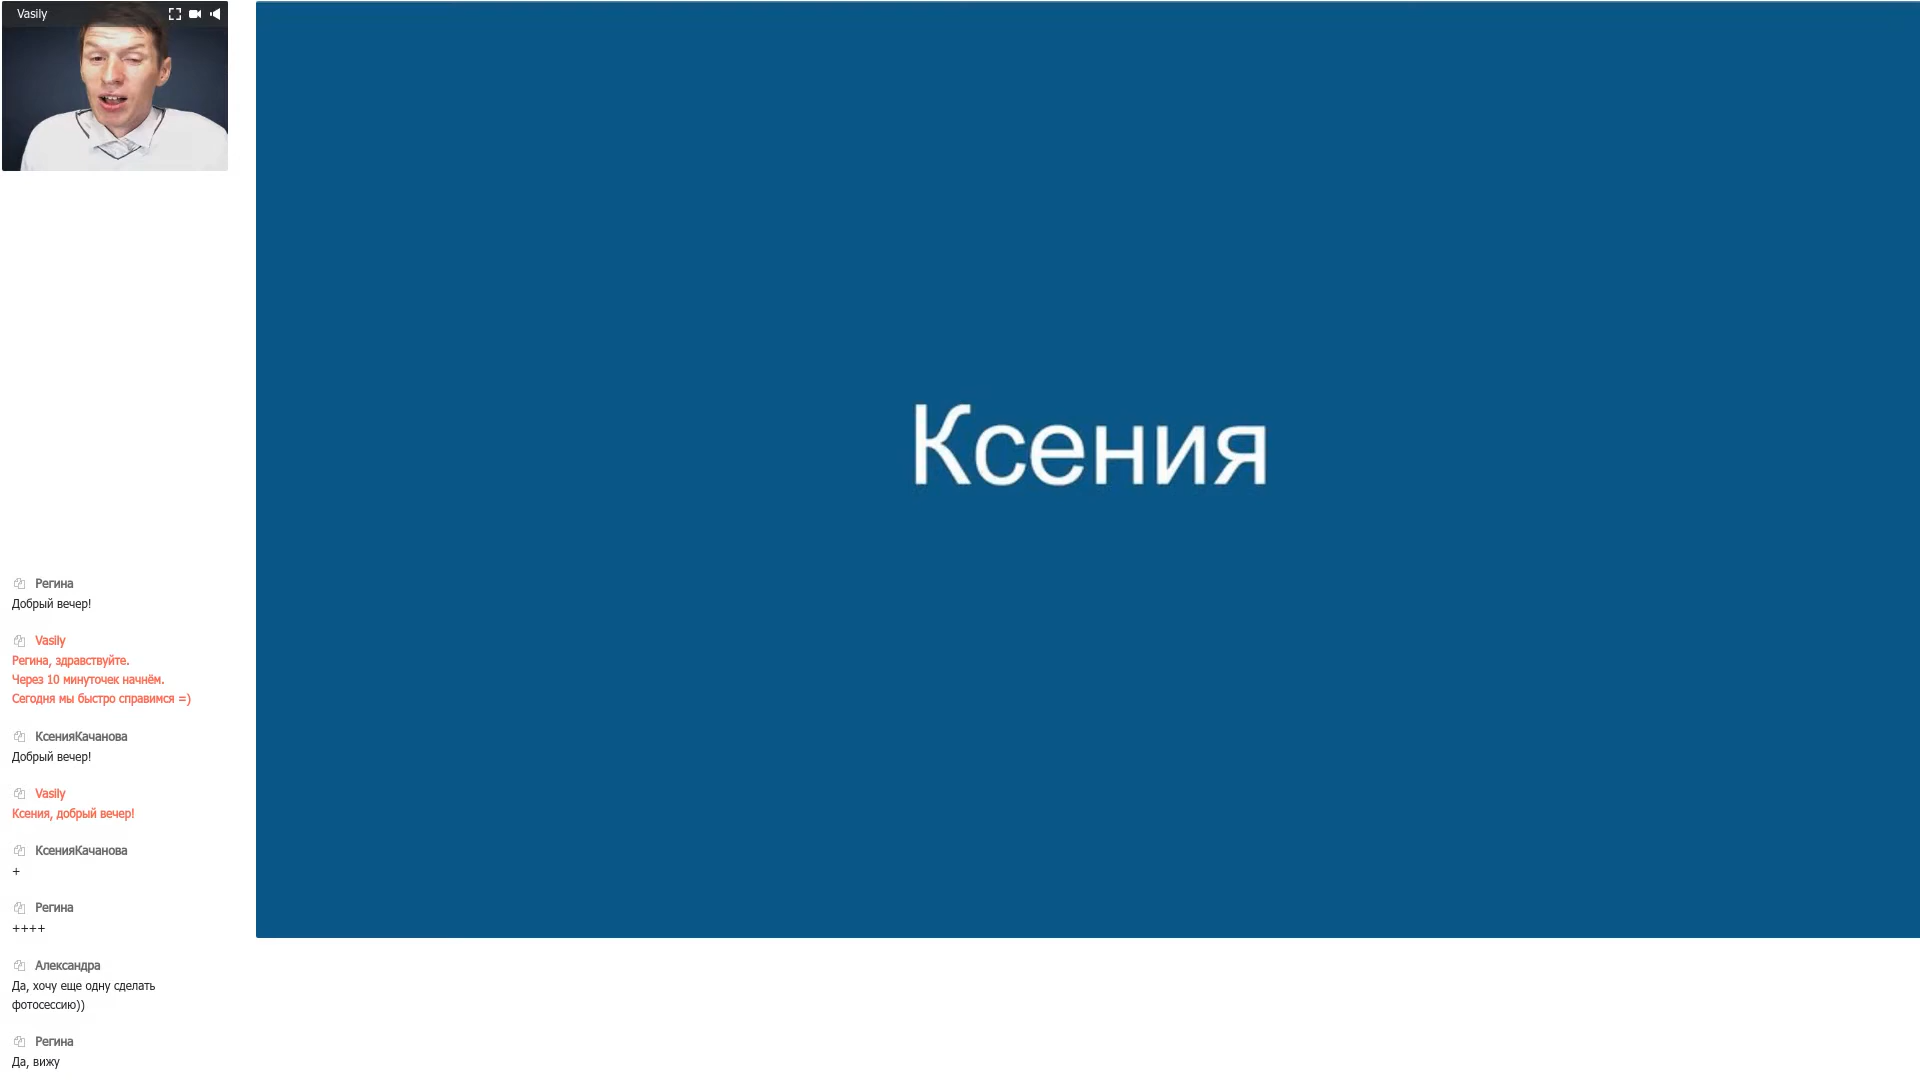 Vasily
Ксения
Регина
Добрый вечер!
Vasily
Регина, здравствуйте.
Через 10 минуточек начнём.
Сегодня мы быстро справимся =)
КсенияКачанова
Добрый вечер!
Vasily
Ксения, добрый вечер!
КсенияКачанова
+
Регина
++++
Александра
Да, хочу еще одну сделать
фотосессию))
Регина
Да, вижу